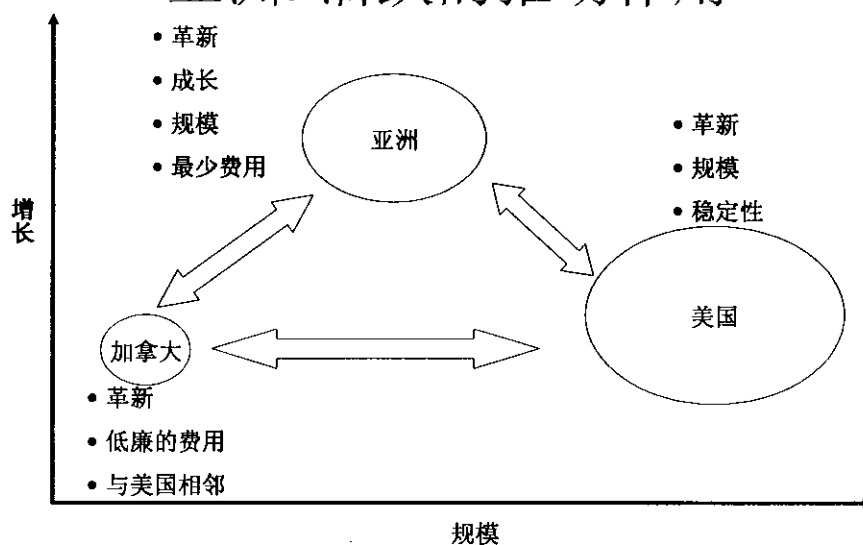 • 革新
• 成长
• 规模
• 最少费用
亚洲
• 革新
• 规模
• 稳定性
增长
美国
加拿大
• 革新
• 低廉的费用
• 与美国相邻
规模